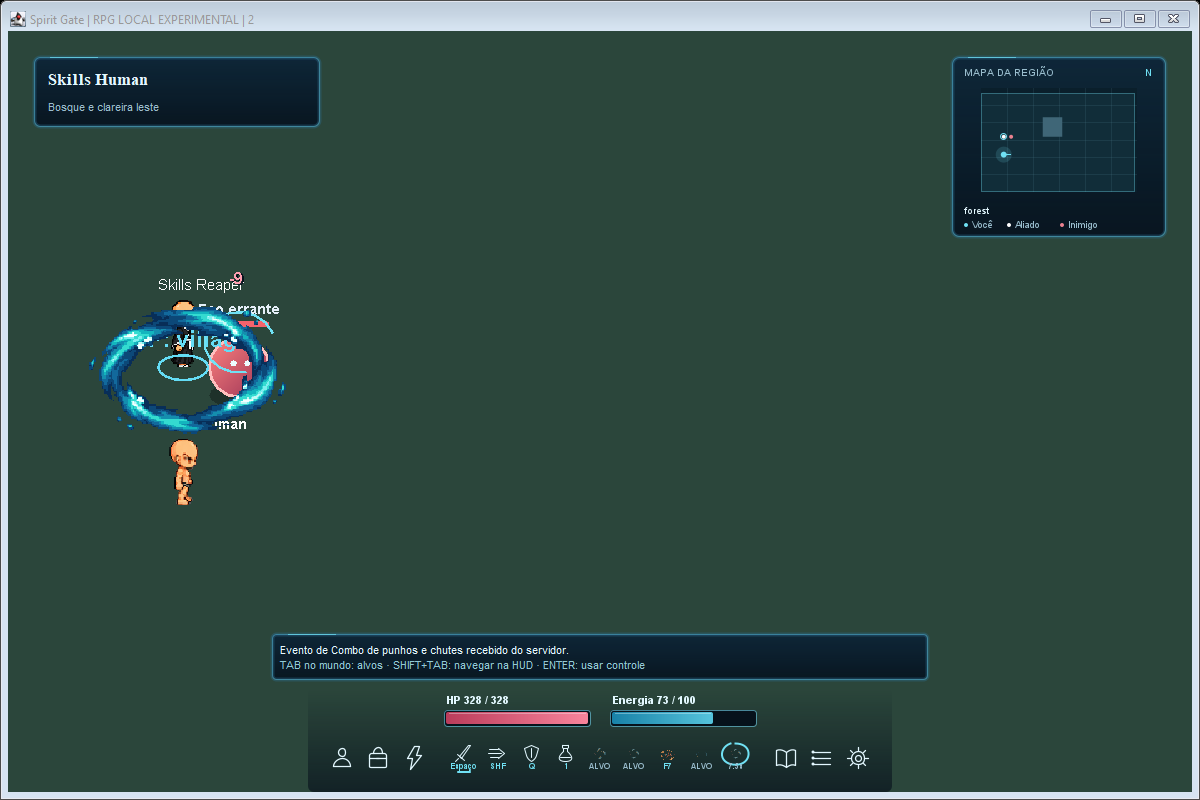 Spirit Gate | RPG LOCAL EXPERIMENTAL | 2
Skills Human
Bosque e clareira leste
MAPA DA REGIÃO
N
forest
Você
Aliado
Inimigo
-9
Skills Reaper
errante
Evento de Combo de punhos e chutes recebido do servidor.
TAB no mundo: alvos · SHIFT+TAB: navegar na HUD · ENTER: usar controle
HP 328 / 328
Energia 73 / 100
Espaço
SHF
Q
1
ALVO
ALVO
F7
ALVO